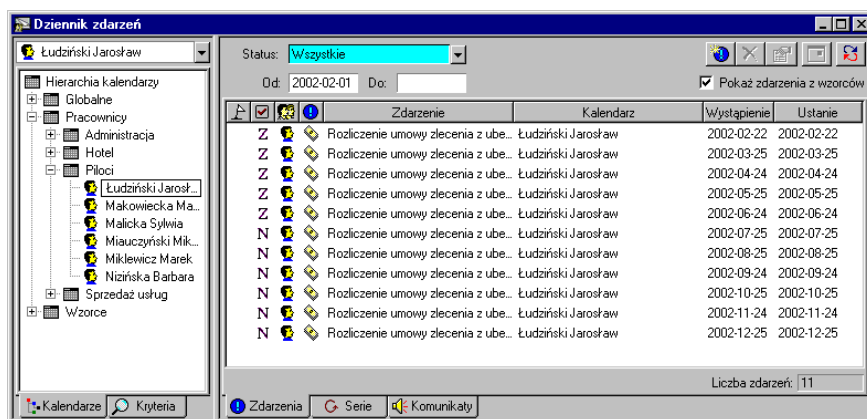 Dziennik zdarzeń
Łudziński Jarosław
Status: Wszystkie
Od: 2002-02-01 Do:
Pokaż zdarzenia z wzorców
Hierarchia kalendarzy
Globalne
Pracownicy
Administracja
Hotel
Piloci
Łudziński Jarosł...
Makowiecka Ma...
Malicka Sylwia
Miauczyński Mik...
Miklewicz Marek
Nizińska Barbara
Sprzedaż usług
Wzorce
Zdarzenie Kalendarz Wystąpienie Ustanie
Z Rozliczenie umowy zlecenia z ube... Łudziński Jarosław 2002-02-22 2002-02-22
Z Rozliczenie umowy zlecenia z ube... Łudziński Jarosław 2002-03-25 2002-03-25
Z Rozliczenie umowy zlecenia z ube... Łudziński Jarosław 2002-04-24 2002-04-24
Z Rozliczenie umowy zlecenia z ube... Łudziński Jarosław 2002-05-25 2002-05-25
Z Rozliczenie umowy zlecenia z ube... Łudziński Jarosław 2002-06-24 2002-06-24
N Rozliczenie umowy zlecenia z ube... Łudziński Jarosław 2002-07-25 2002-07-25
N Rozliczenie umowy zlecenia z ube... Łudziński Jarosław 2002-08-25 2002-08-25
N Rozliczenie umowy zlecenia z ube... Łudziński Jarosław 2002-09-24 2002-09-24
N Rozliczenie umowy zlecenia z ube... Łudziński Jarosław 2002-10-25 2002-10-25
N Rozliczenie umowy zlecenia z ube... Łudziński Jarosław 2002-11-24 2002-11-24
N Rozliczenie umowy zlecenia z ube... Łudziński Jarosław 2002-12-25 2002-12-25
Liczba zdarzeń: 11
Kalendarze Kryteria
Zdarzenia Serie Komunikaty